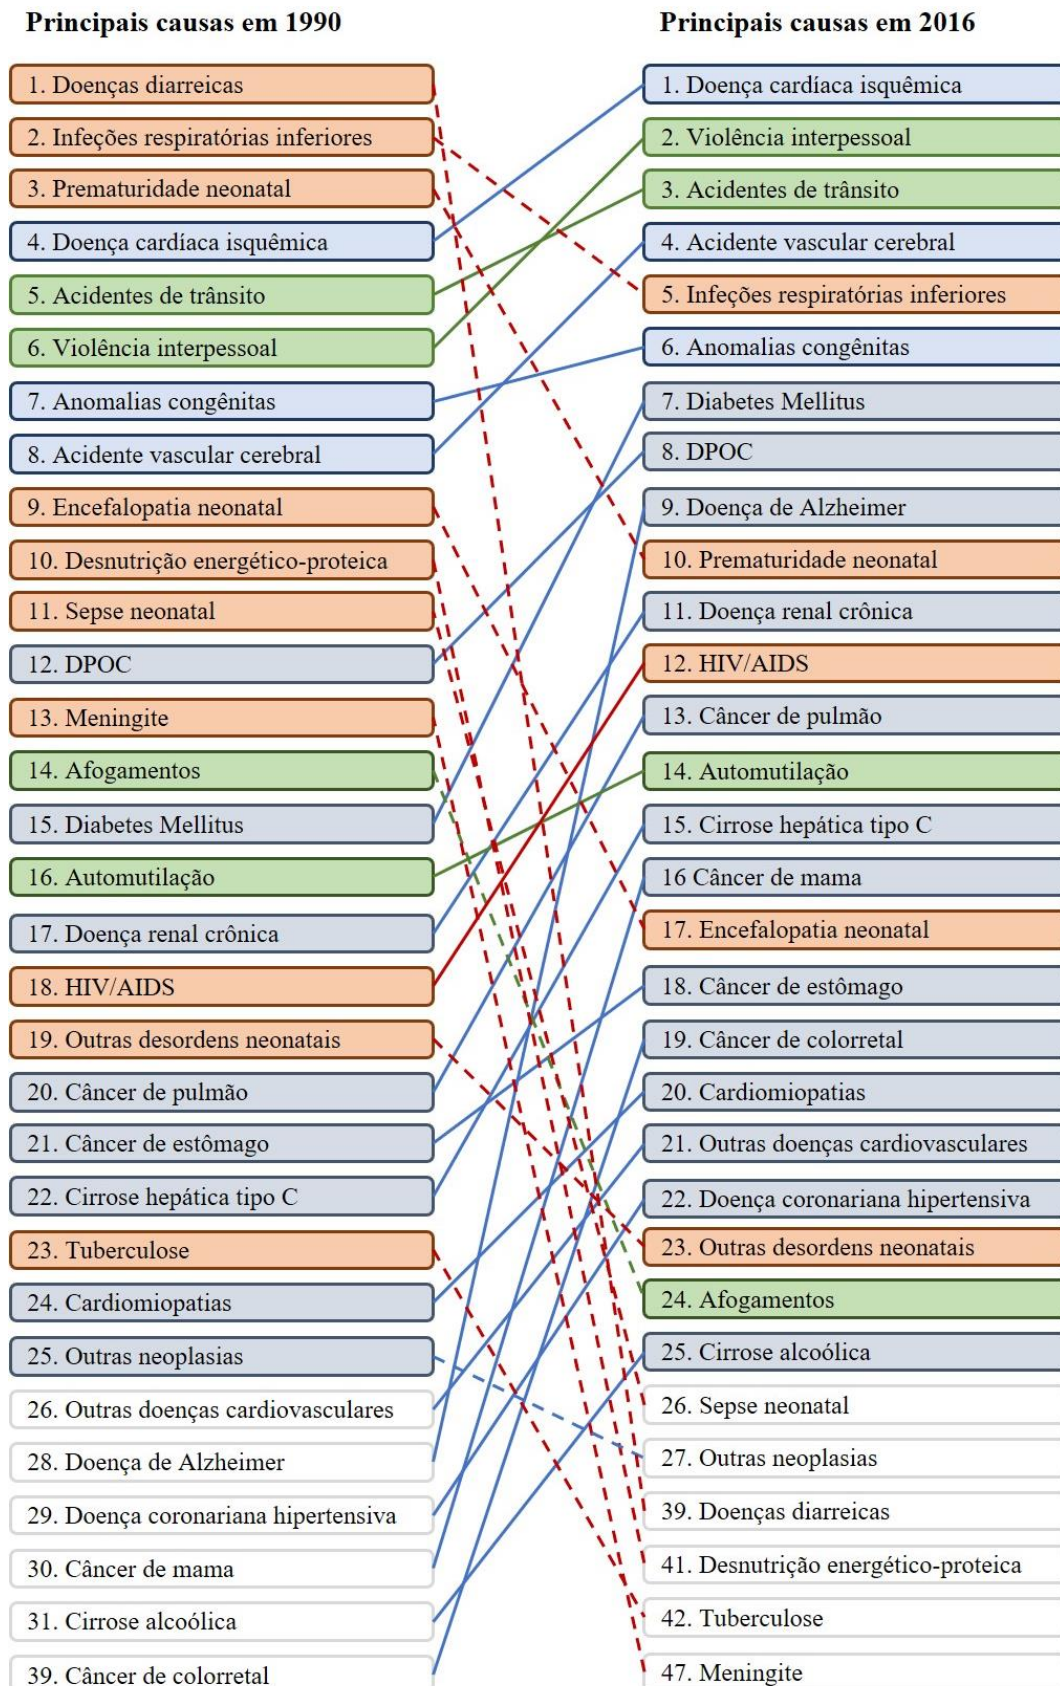 Principais causas em 1990
1. Doenças diarreicas
2. Infeções respiratórias inferiores
3. Prematuridade neonatal
4. Doença cardíaca isquêmica
5. Acidentes de trânsito
6. Violência interpessoal
7. Anomalias congênitas
8. Acidente vascular cerebral
9. Encefalopatia neonatal
10. Desnutrição energético-proteica
11. Sepse neonatal
12. DPOC
13. Meningite
14. Afogamentos
15. Diabetes Mellitus
16. Automutilação
17. Doença renal crônica
18. HIV/AIDS
19. Outras desordens neonatais
20. Câncer de pulmão
21. Câncer de estômago
22. Cirrose hepática tipo C
23. Tuberculose
24. Cardiomiopatias
25. Outras neoplasias
26. Outras doenças cardiovasculares
28. Doença de Alzheimer
29. Doença coronariana hipertensiva
30. Câncer de mama
31. Cirrose alcoólica
39. Câncer de colorretal
Principais causas em 2016
1. Doença cardíaca isquêmica
2. Violência interpessoal
3. Acidentes de trânsito
4. Acidente vascular cerebral
5. Infeções respiratórias inferiores
6. Anomalias congênitas
7. Diabetes Mellitus
8. DPOC
9. Doença de Alzheimer
10. Prematuridade neonatal
11. Doença renal crônica
12. HIV/AIDS
13. Câncer de pulmão
14. Automutilação
15. Cirrose hepática tipo C
16 Câncer de mama
17. Encefalopatia neonatal
18. Câncer de estômago
19. Câncer de colorretal
20. Cardiomiopatias
21. Outras doenças cardiovasculares
22. Doença coronariana hipertensiva
23. Outras desordens neonatais
24. Afogamentos
25. Cirrose alcoólica
26. Sepse neonatal
27. Outras neoplasias
39. Doenças diarreicas
41. Desnutrição energético-proteica
42. Tuberculose
47. Meningite